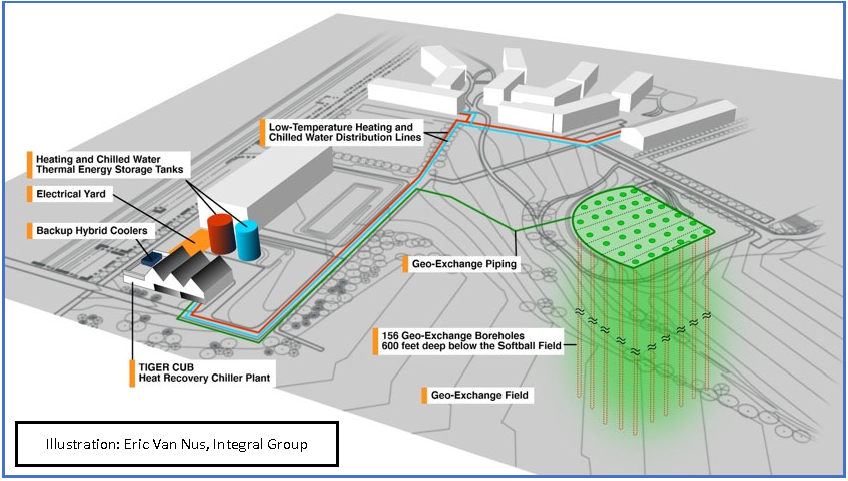 Low-Temperature Heating and
Chilled Water Distribution Lines
Heating and Chilled Water
Thermal Energy Storage Tanks
Electrical Yard
Backup Hybrid Coolers
Geo-Exchange Piping
156 Geo-Exchange Boreholes
600 feet deep below the Softball Field
TIGER CUB
Heat Recovery Chiller Plant
Geo-Exchange Field
Illustration: Eric Van Nus, Integral Group